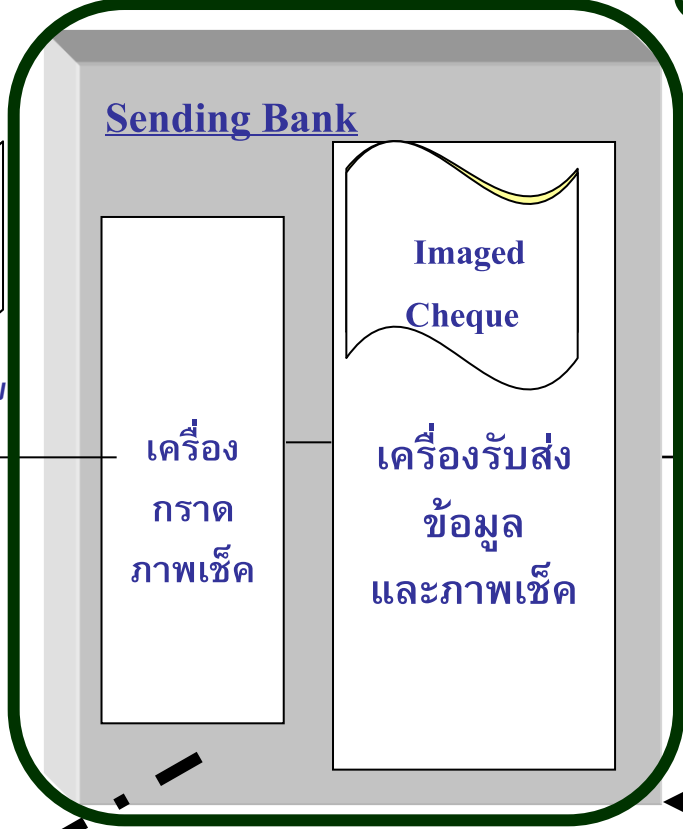 Sending Bank
Imaged
Cheque
เครื่อง
กราด
ภาพเช็ค
เครื่องรับส่ง
ข้อมูล
และภาพเช็ค